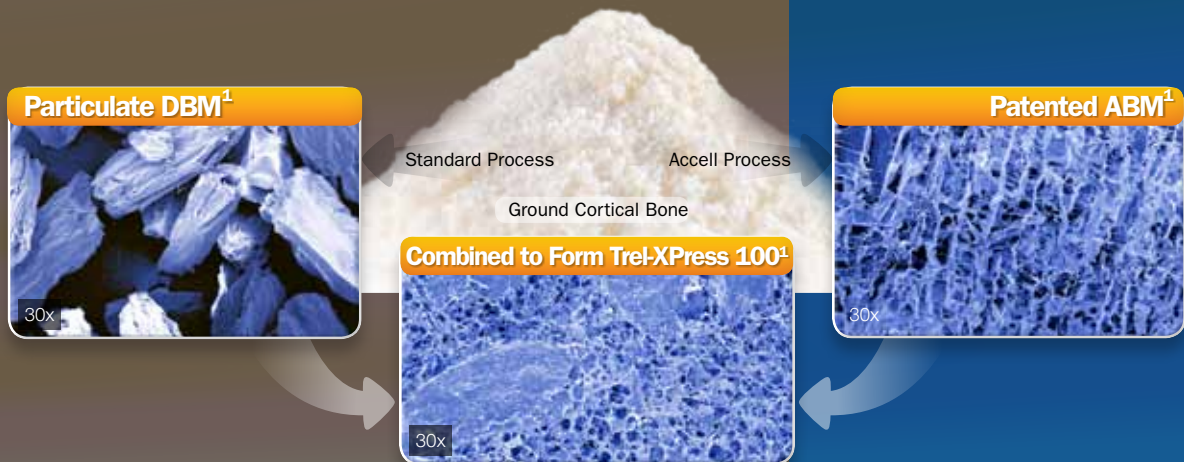 Particulate DBM¹
Patented ABM¹
Standard Process
Accell Process
Ground Cortical Bone
Combined to Form Trel-XPress 100¹
30x
30x
30x